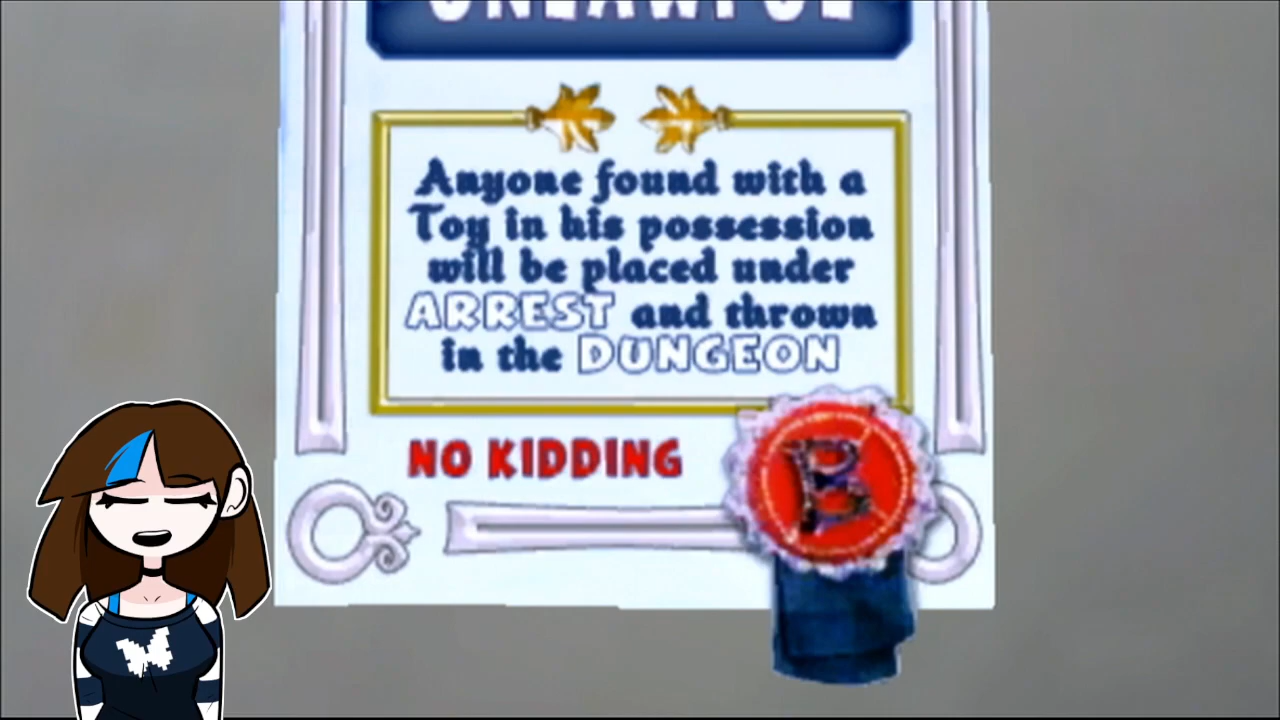 UNLAWFUL
Anyone found with a
Toy in his possession
will be placed under
ARREST and thrown
in the DUNGEON
NO KIDDING
B